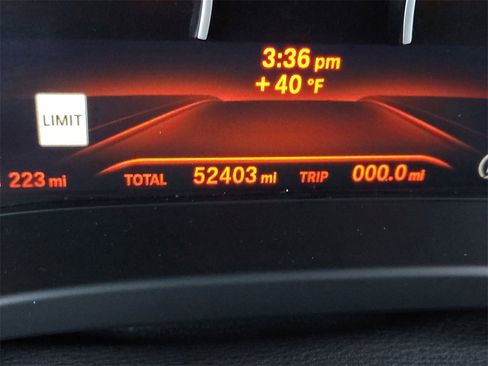 3:36 pm
+ 40 °F
LIMIT
223 mi TOTAL 52403 mi TRIP 000.0 mi